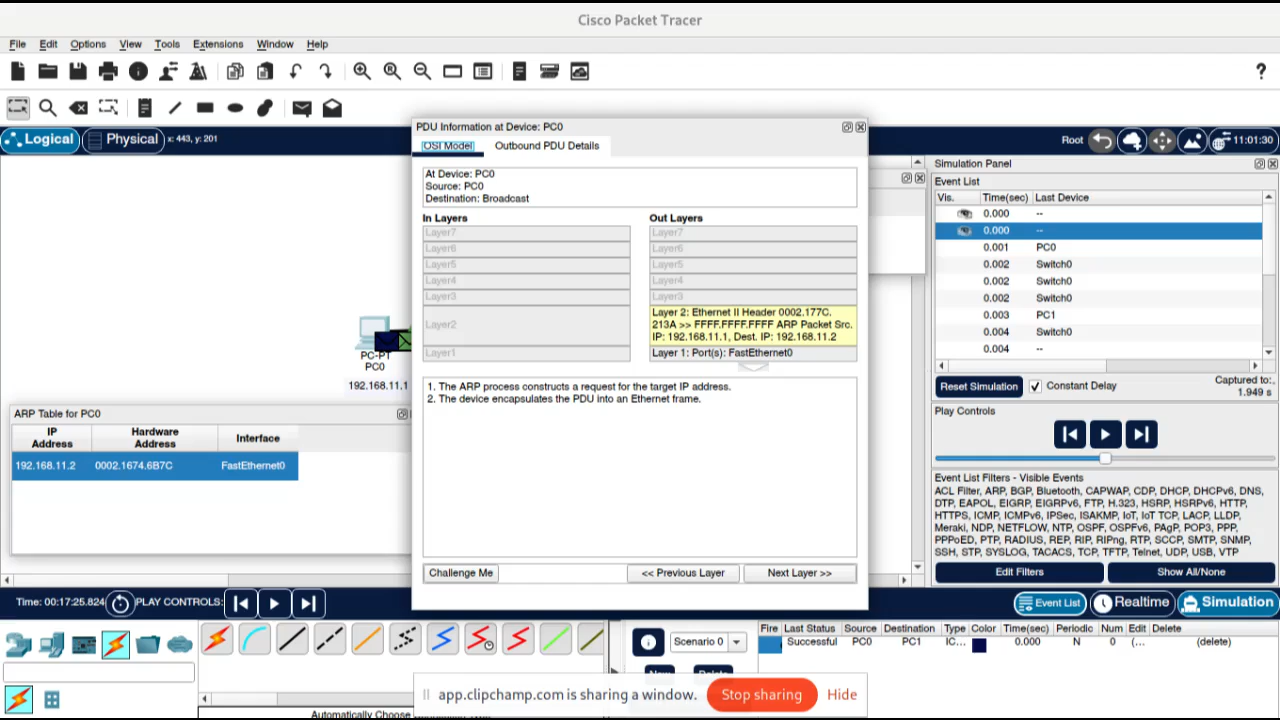 Cisco Packet Tracer
File Edit Options View Tools Extensions Window Help
?
Logical Physical x: 443, y: 201
Root 11:01:30
PDU Information at Device: PC0
OSI Model Outbound PDU Details
At Device: PC0
Source: PC0
Destination: Broadcast
In Layers Out Layers
Layer7 Layer7
Layer6 Layer6
Layer5 Layer5
Layer4 Layer4
Layer3 Layer3
Layer2
Layer 2: Ethernet II Header 0002.177C.
213A >> FFFF.FFFF.FFFF ARP Packet Src.
IP: 192.168.11.1, Dest. IP: 192.168.11.2
Layer1 Layer 1: Port(s): FastEthernet0
1. The ARP process constructs a request for the target IP address.
2. The device encapsulates the PDU into an Ethernet frame.
Challenge Me << Previous Layer Next Layer >>
PC-PT
PC0
192.168.11.1
ARP Table for PC0
IP Address Hardware Address Interface
192.168.11.2 0002.1674.6B7C FastEthernet0
Simulation Panel
Event List
Vis. Time(sec) Last Device
0.000 --
0.000 --
0.001 PC0
0.002 Switch0
0.002 Switch0
0.002 Switch0
0.003 PC1
0.004 Switch0
0.004 --
Reset Simulation Constant Delay Captured to:
1.949 s
Play Controls
Event List Filters - Visible Events
ACL Filter, ARP, BGP, Bluetooth, CAPWAP, CDP, DHCP, DHCPv6, DNS,
DTP, EAPOL, EIGRP, EIGRPv6, FTP, H.323, HSRP, HSRPv6, HTTP,
HTTPS, ICMP, ICMPv6, IPSec, ISAKMP, IoT, IoT TCP, LACP, LLDP,
Meraki, NDP, NETFLOW, NTP, OSPF, OSPFv6, PAgP, POP3, PPP,
PPPoED, PTP, RADIUS, REP, RIP, RIPng, RTP, SCCP, SMTP, SNMP,
SSH, STP, SYSLOG, TACACS, TCP, TFTP, Telnet, UDP, USB, VTP
Edit Filters Show All/None
Time: 00:17:25.824 PLAY CONTROLS:
Event List Realtime Simulation
Scenario 0
Fire Last Status Source Destination Type Color Time(sec) Periodic Num Edit Delete
Successful PC0 PC1 IC... 0.000 N 0 (... (delete)
app.clipchamp.com is sharing a window. Stop sharing Hide
Automatically Choose